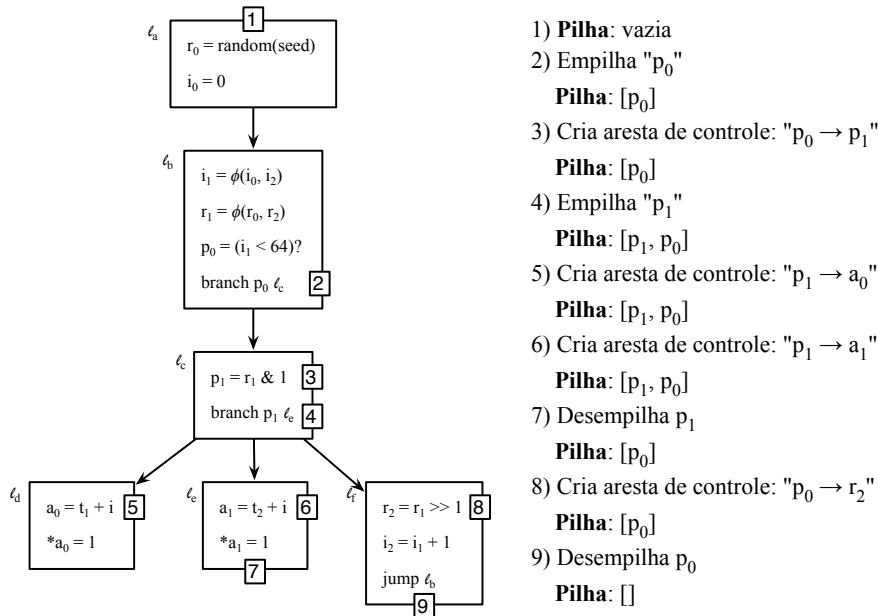 1
ℓa
r0 = random(seed)
i0 = 0
ℓb
i1 = ϕ(i0, i2)
r1 = ϕ(r0, r2)
p0 = (i1 < 64)?
branch p0 ℓc
2
ℓc
p1 = r1 & 1
3
branch p1 ℓe
4
ℓd
a0 = t1 + i
5
*a0 = 1
ℓe
a1 = t2 + i
6
*a1 = 1
7
ℓf
r2 = r1 >> 1
8
i2 = i1 + 1
jump ℓb
9
1) Pilha: vazia
2) Empilha "p0"
Pilha: [p0]
3) Cria aresta de controle: "p0 → p1"
Pilha: [p0]
4) Empilha "p1"
Pilha: [p1, p0]
5) Cria aresta de controle: "p1 → a0"
Pilha: [p1, p0]
6) Cria aresta de controle: "p1 → a1"
Pilha: [p1, p0]
7) Desempilha p1
Pilha: [p0]
8) Cria aresta de controle: "p0 → r2"
Pilha: [p0]
9) Desempilha p0
Pilha: []